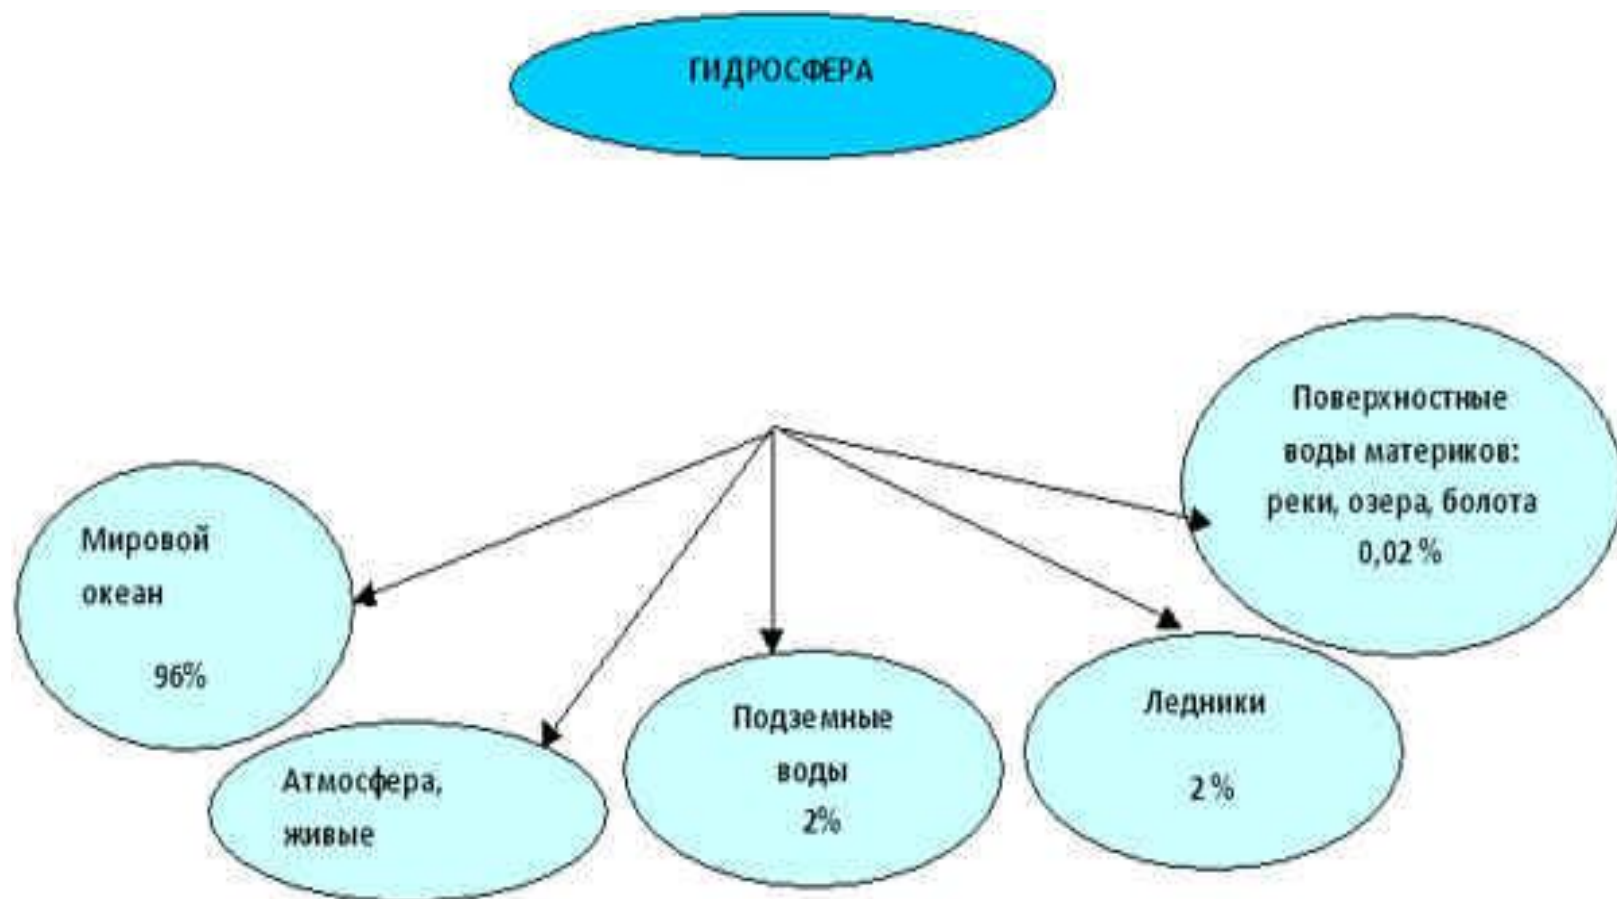 ГИДРОСФЕРА
Мировой
океан
96%
Атмосфера,
живые
Подземные
воды
2%
Ледники
2 %
Поверхностные
воды материков:
реки, озера, болота
0,02 %